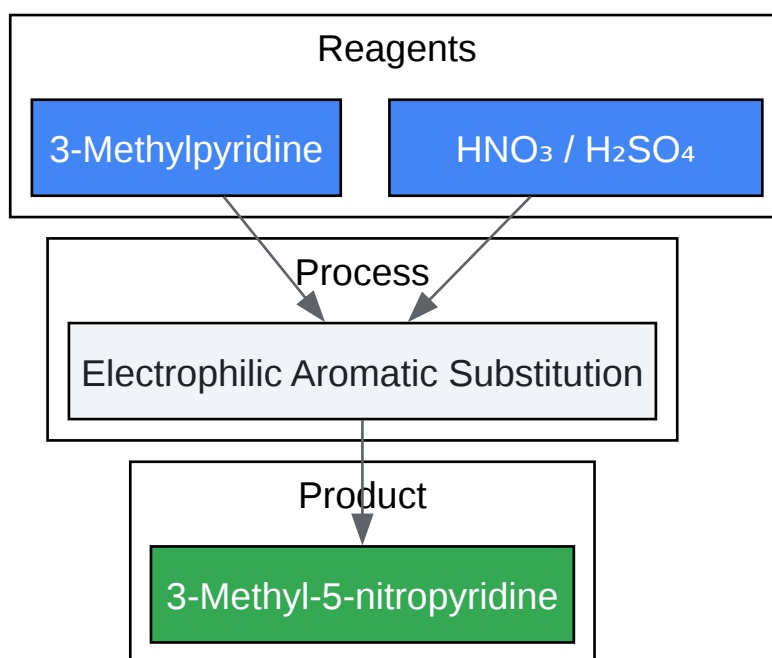 Reagents
3-Methylpyridine
HNO₃ / H₂SO₄
Process
Electrophilic Aromatic Substitution
Product
3-Methyl-5-nitropyridine